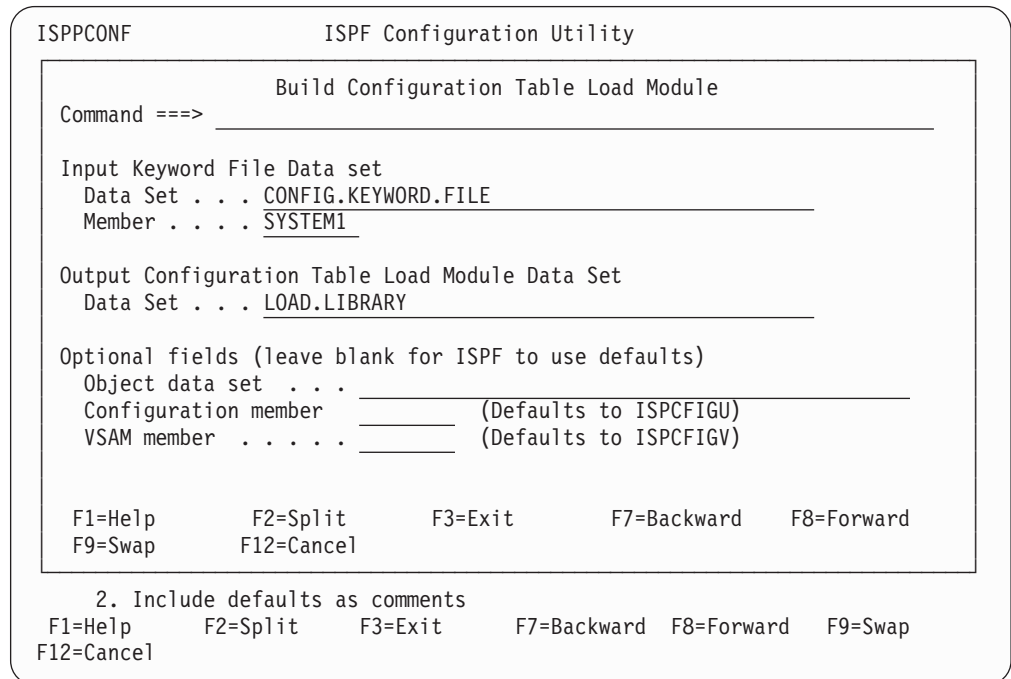 ISPPCONF ISPF Configuration Utility
Build Configuration Table Load Module
Command ===>
Input Keyword File Data set
Data Set . . . CONFIG.KEYWORD.FILE
Member . . . . SYSTEM1
Output Configuration Table Load Module Data Set
Data Set . . . LOAD.LIBRARY
Optional fields (leave blank for ISPF to use defaults)
Object data set . . .
Configuration member (Defaults to ISPCFIGU)
VSAM member . . . . . (Defaults to ISPCFIGV)
F1=Help F2=Split F3=Exit F7=Backward F8=Forward
F9=Swap F12=Cancel
2. Include defaults as comments
F1=Help F2=Split F3=Exit F7=Backward F8=Forward F9=Swap
F12=Cancel